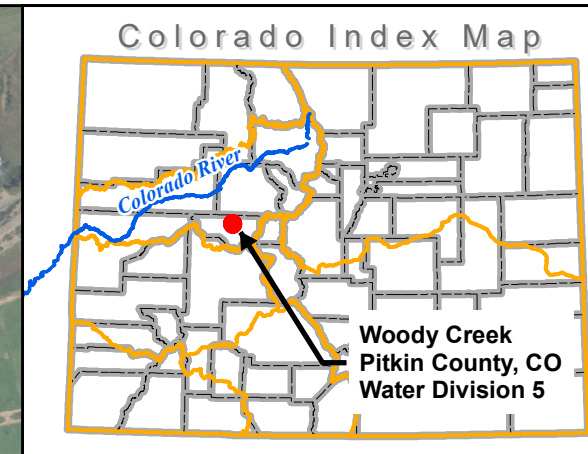 Colorado Index Map
Colorado River
Woody Creek
Pitkin County, CO
Water Division 5